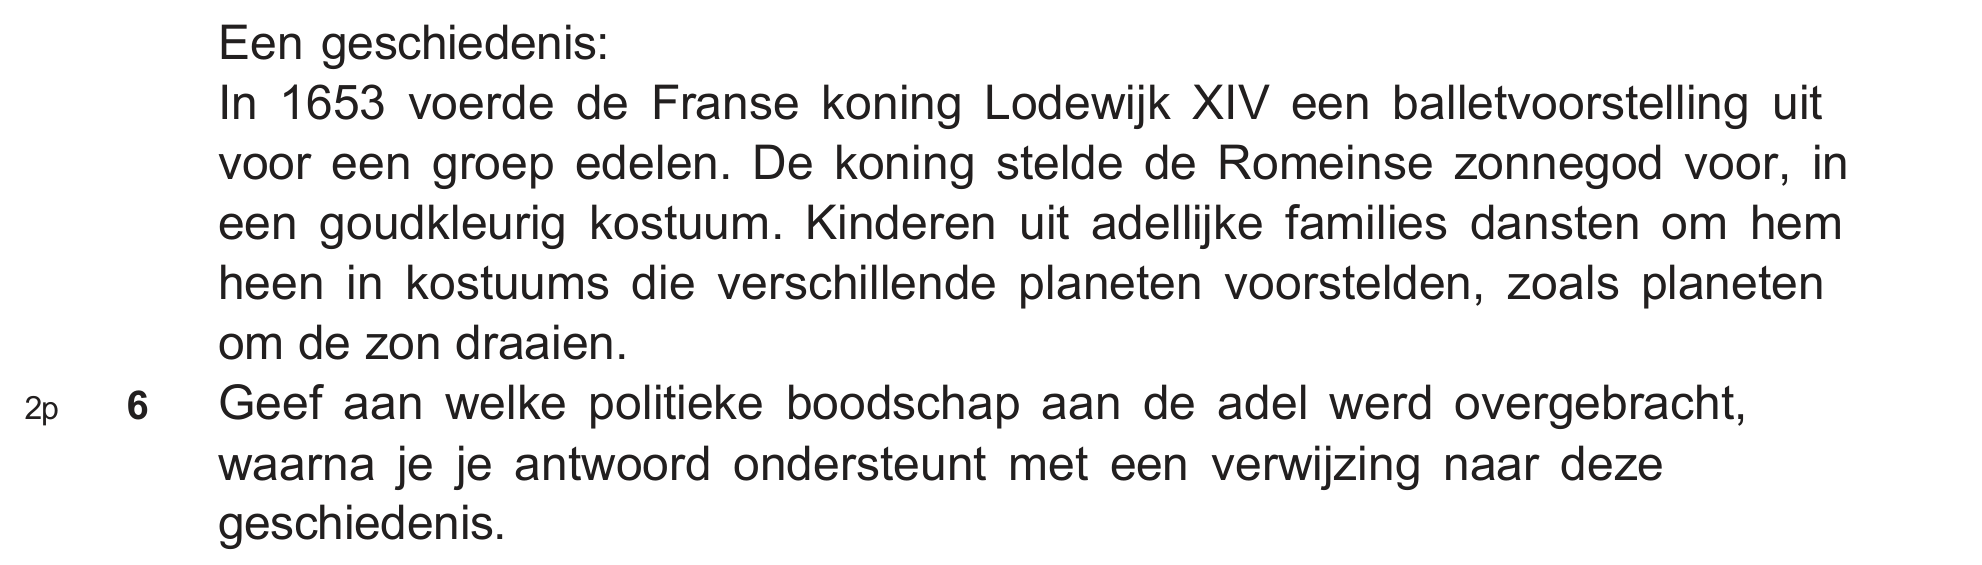 Een geschiedenis:
In 1653 voerde de Franse koning Lodewijk XIV een balletvoorstelling uit
voor een groep edelen. De koning stelde de Romeinse zonnegod voor, in
een goudkleurig kostuum. Kinderen uit adellijke families dansten om hem
heen in kostuums die verschillende planeten voorstelden, zoals planeten
om de zon draaien.
2p 6 Geef aan welke politieke boodschap aan de adel werd overgebracht,
waarna je je antwoord ondersteunt met een verwijzing naar deze
geschiedenis.